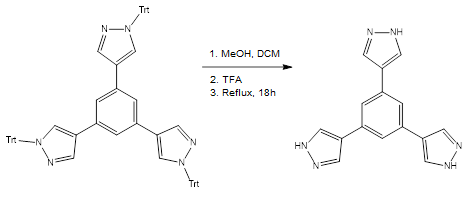 Trt
N
N
N
NH
1. MeOH, DCM
2. TFA
3. Reflux, 18h
Trt
N
N
N
N
Trt
HN
N
N
NH